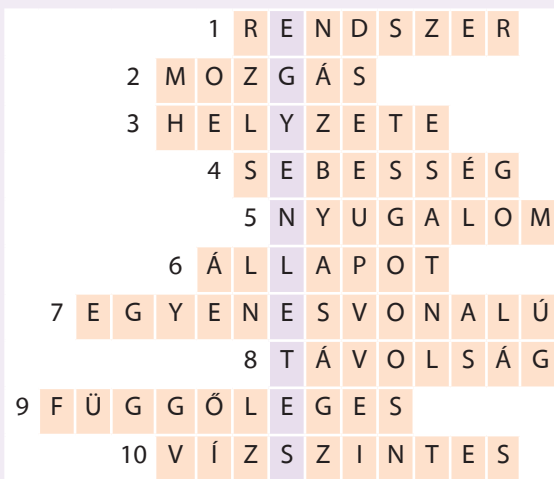 1 RENDSZER
2 MOZGÁS
3 HELYZETE
4 SEBESSÉG
5 NYUGALOM
6 ÁLLAPOT
7 EGYENESVONALÚ
8 TÁVOLSÁG
9 FÜGGŐLEGES
10 VÍZSZINTES